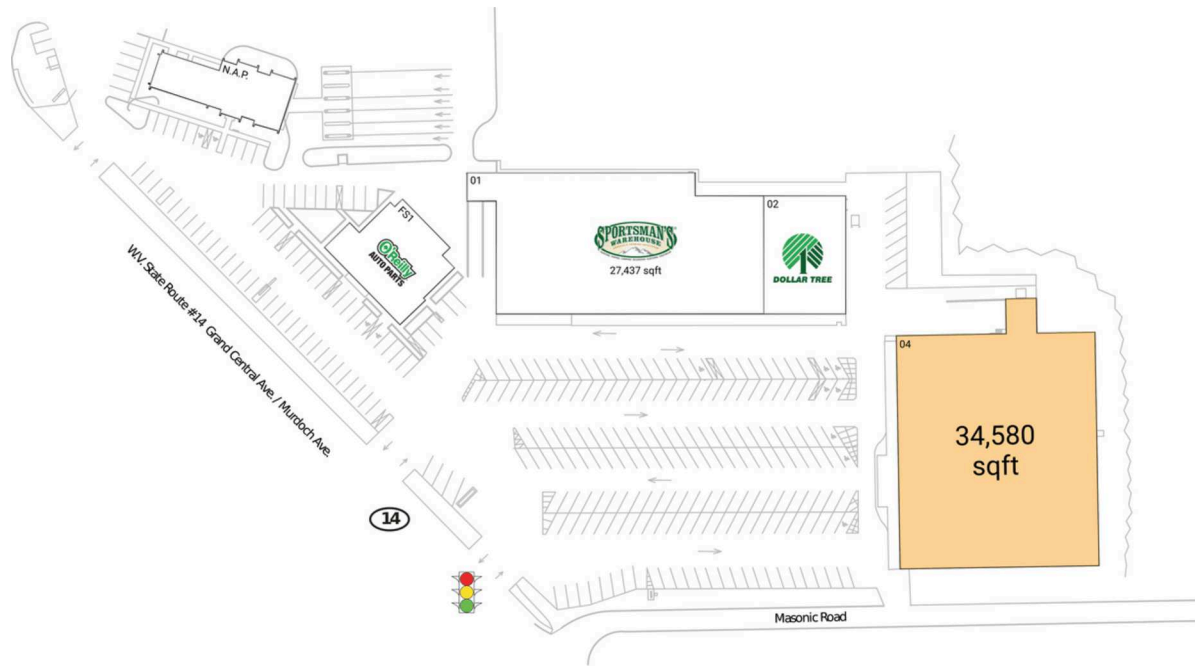 N.A.P.
01
02
FS1
O'Reilly
AUTO PARTS
SPORTSMAN'S
WAREHOUSE
27,437 sqft
DOLLAR TREE
W.V. State Route #14 Grand Central Ave. / Murdoch Ave.
04
34,580
sqft
14
Masonic Road